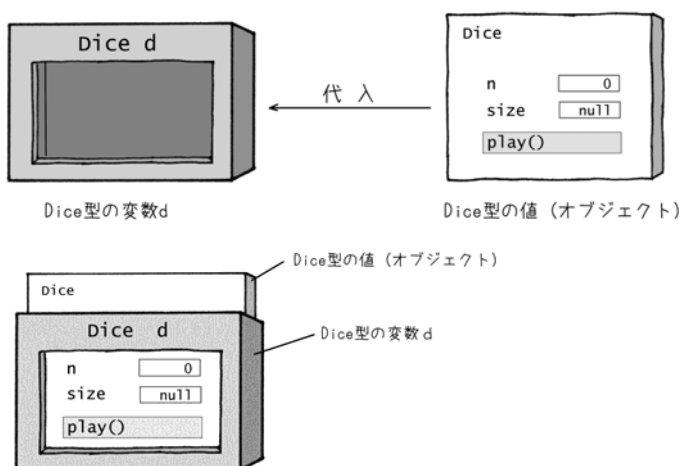 Dice d
代 入
Dice
n 0
size null
play()
Dice型の変数d
Dice型の値 (オブジェクト)
Dice型の値 (オブジェクト)
Dice
Dice d
Dice型の変数d
n 0
size null
play()